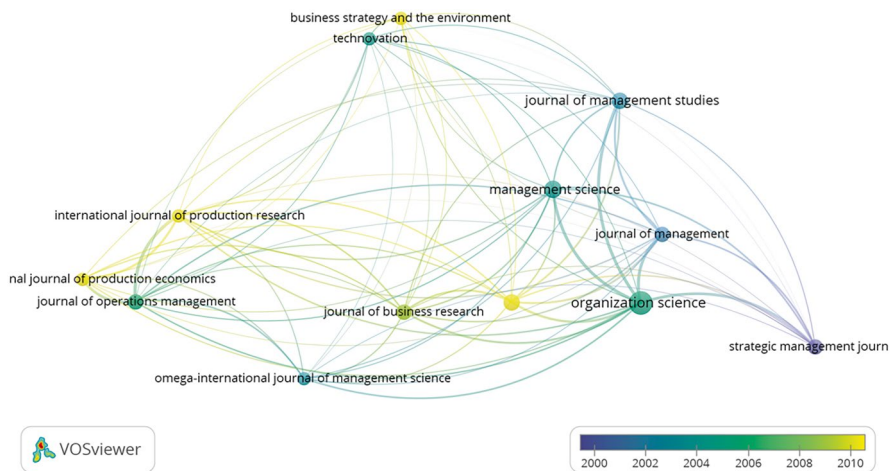 business strategy and the environment
technovation
journal of management studies
management science
international journal of production research
journal of management
nal journal of production economics
journal of operations management
journal of business research
organization science
strategic management journ
omega-international journal of management science
VOSviewer
2000 2002 2004 2006 2008 2010